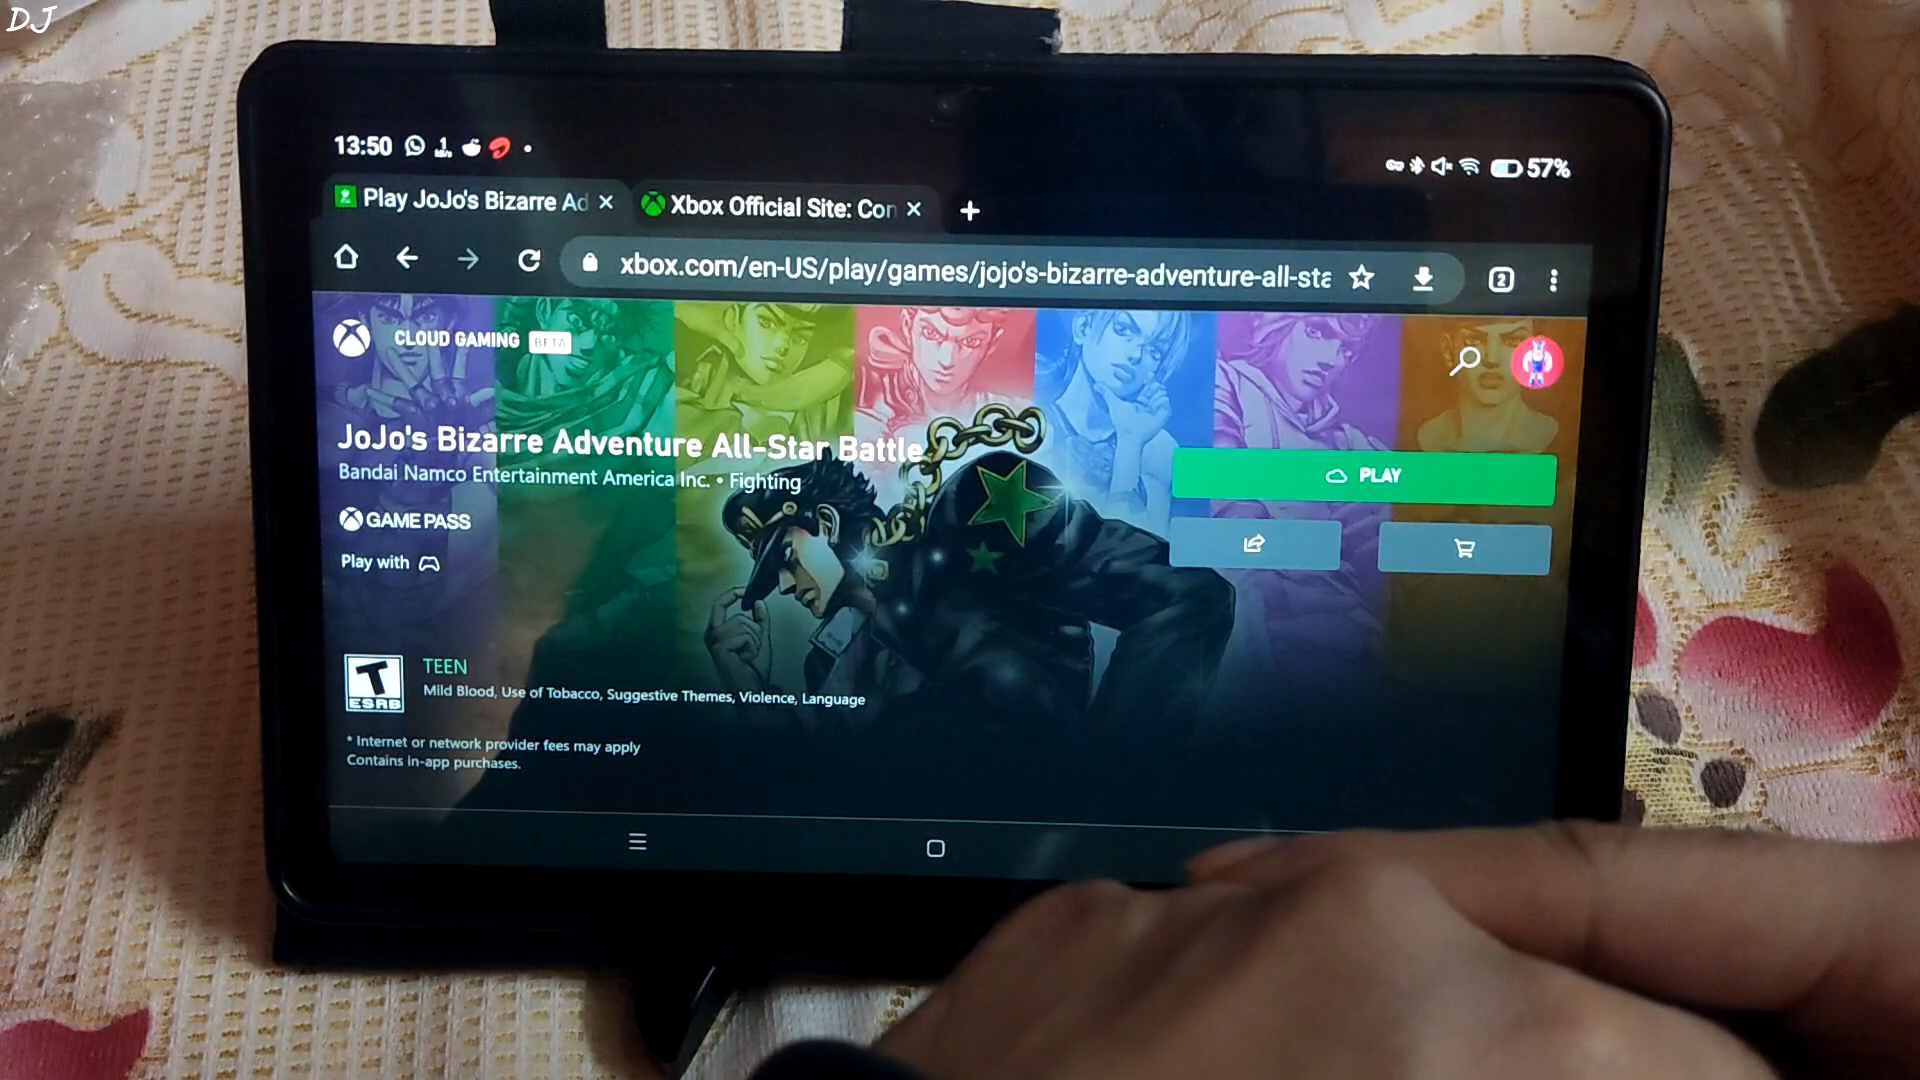 DJ
13:50
57%
Play JoJo's Bizarre Ad
Xbox Official Site: Con
xbox.com/en-US/play/games/jojo's-bizarre-adventure-all-sta
2
CLOUD GAMING BETA
JoJo's Bizarre Adventure All-Star Battle
Bandai Namco Entertainment America Inc. • Fighting
PLAY
GAME PASS
Play with
T
ESRB
TEEN
Mild Blood, Use of Tobacco, Suggestive Themes, Violence, Language
* Internet or network provider fees may apply
Contains in-app purchases.